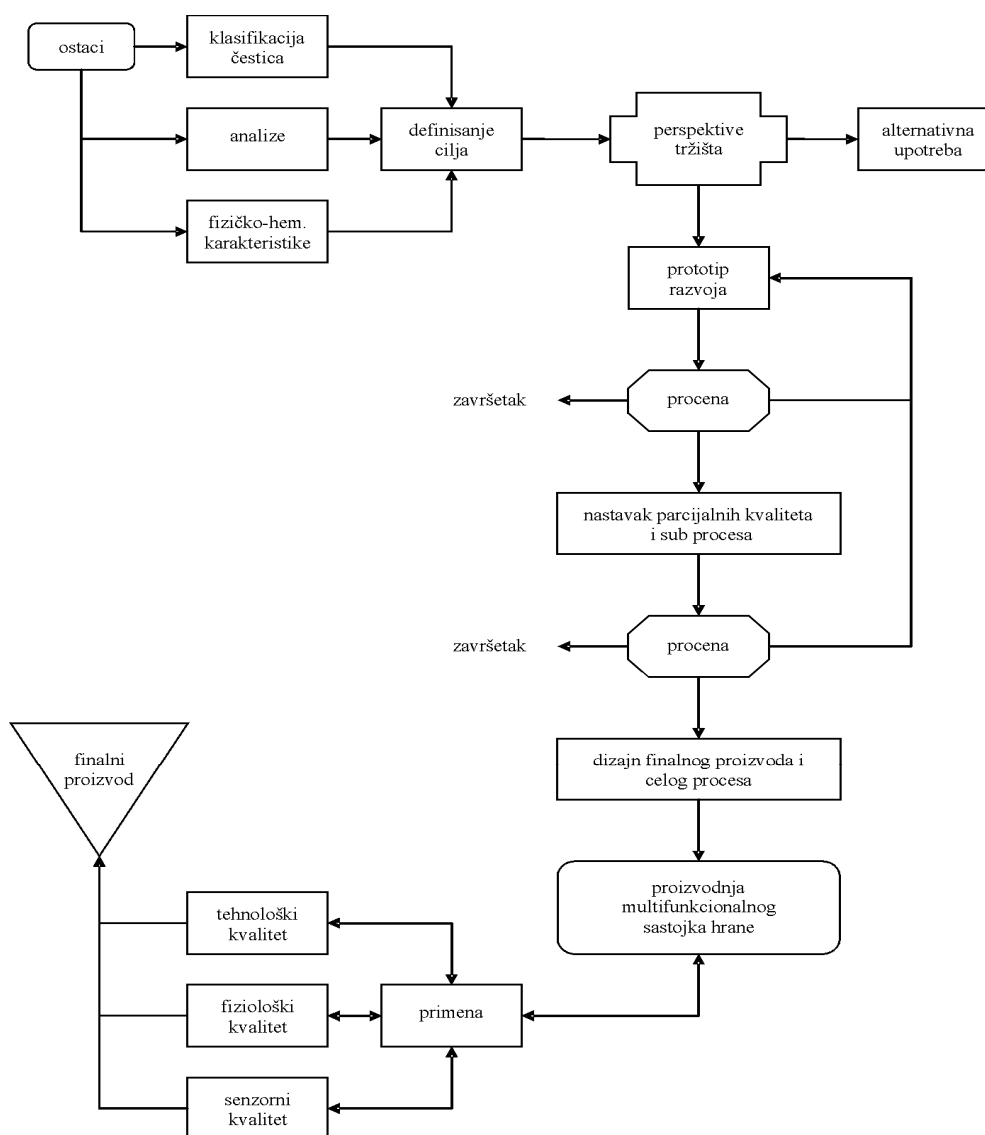 ostaci
klasifikacija
čestica
analize
fizičko-hem.
karakteristike
definisanje
cilja
perspektive
tržišta
alternativna
upotreba
prototip
razvoja
završetak
procena
nastavak parcijalnih kvaliteta
i sub procesa
završetak
procena
dizajn finalnog proizvoda i
celog procesa
proizvodnja
multifunkcionalnog
sastojka hrane
finalni
proizvod
tehnološki
kvalitet
fiziološki
kvalitet
primena
senzorni
kvalitet